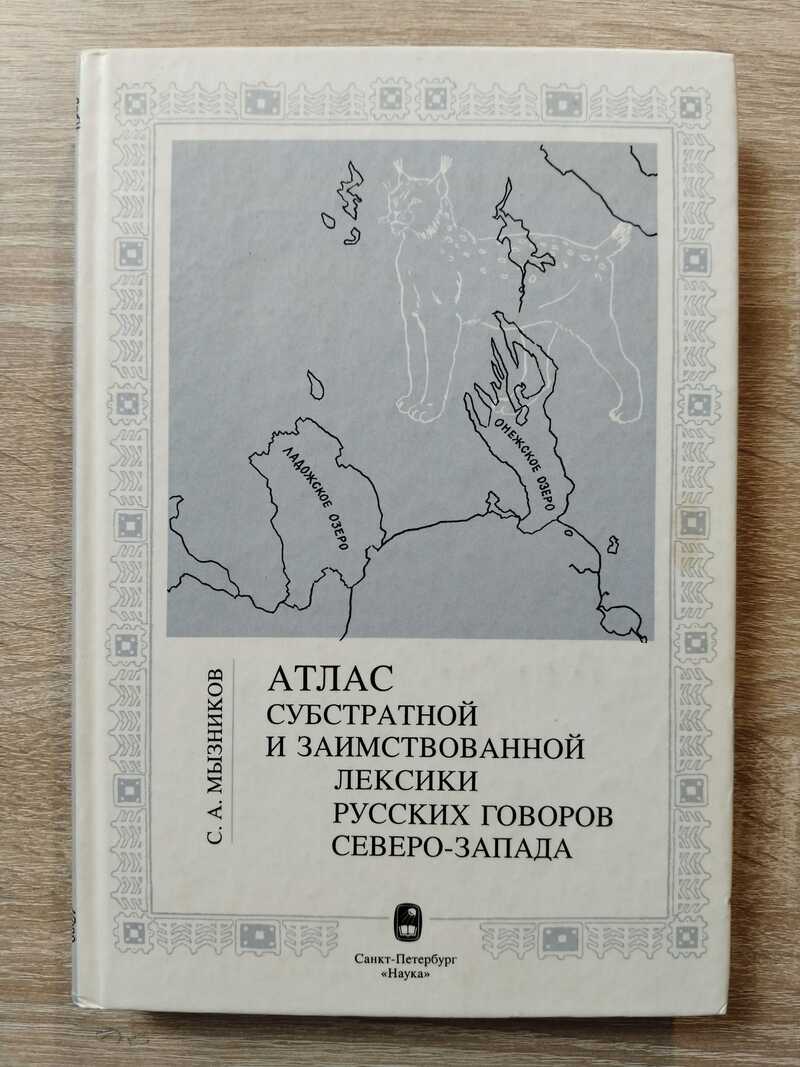 ЛАДОЖСКОЕ ОЗЕРО
ОНЕЖСКОЕ ОЗЕРО
С. А. МЫЗНИКОВ
АТЛАС
СУБСТРАТНОЙ
И ЗАИМСТВОВАННОЙ
ЛЕКСИКИ
РУССКИХ ГОВОРОВ
СЕВЕРО-ЗАПАДА
Санкт-Петербург
«Наука»